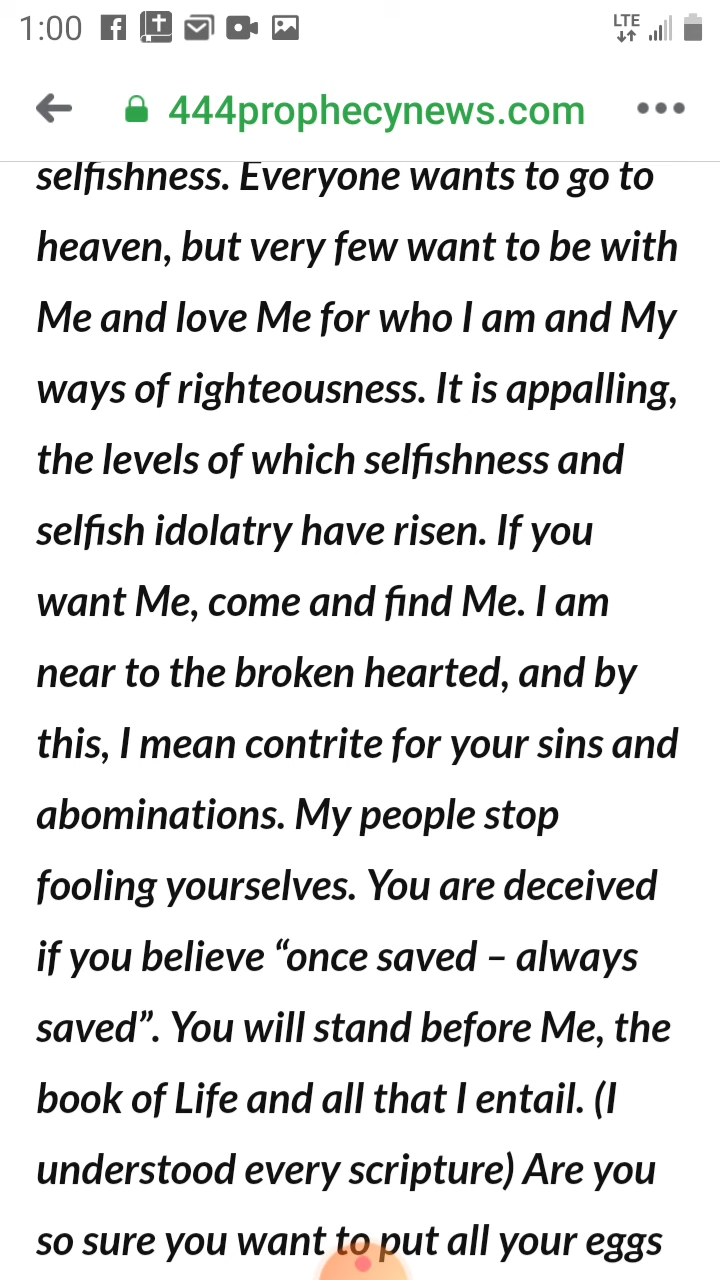 1:00
LTE
444prophecynews.com
selfishness. Everyone wants to go to
heaven, but very few want to be with
Me and love Me for who I am and My
ways of righteousness. It is appalling,
the levels of which selfishness and
selfish idolatry have risen. If you
want Me, come and find Me. I am
near to the broken hearted, and by
this, I mean contrite for your sins and
abominations. My people stop
fooling yourselves. You are deceived
if you believe “once saved – always
saved”. You will stand before Me, the
book of Life and all that I entail. (I
understood every scripture) Are you
so sure you want to put all your eggs